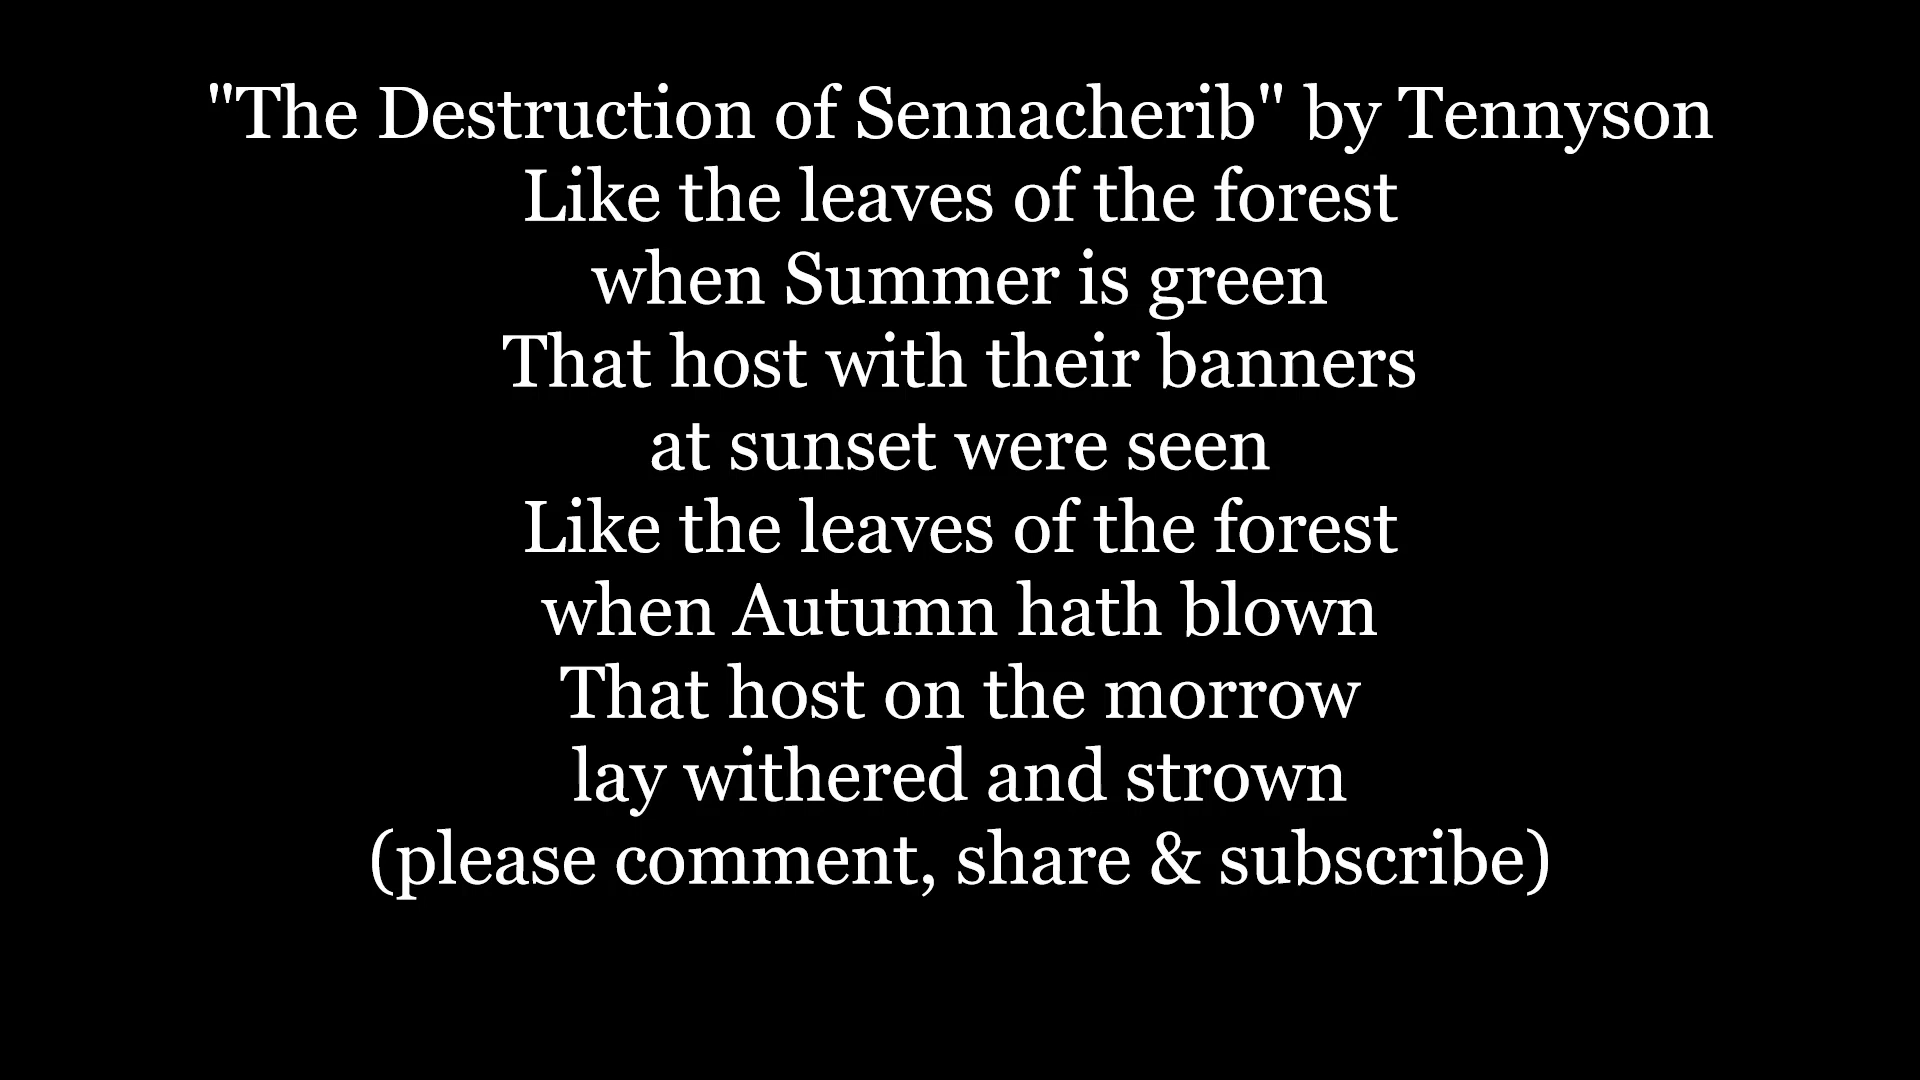 "The Destruction of Sennacherib" by Tennyson
Like the leaves of the forest
when Summer is green
That host with their banners
at sunset were seen
Like the leaves of the forest
when Autumn hath blown
That host on the morrow
lay withered and strown
(please comment, share & subscribe)